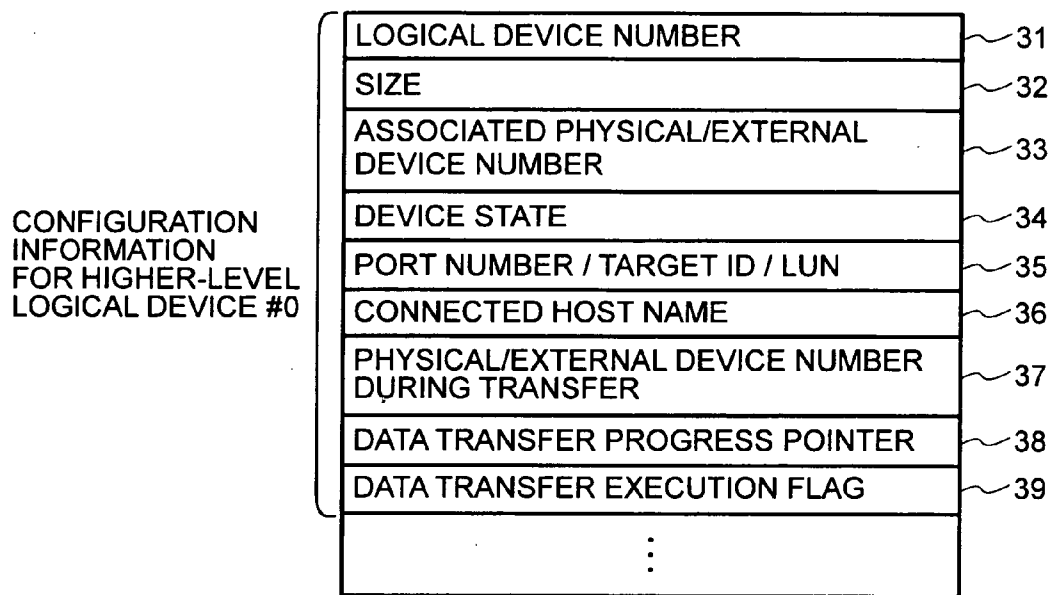 LOGICAL DEVICE NUMBER 31
SIZE 32
ASSOCIATED PHYSICAL/EXTERNAL
DEVICE NUMBER 33
DEVICE STATE 34
PORT NUMBER / TARGET ID / LUN 35
CONNECTED HOST NAME 36
PHYSICAL/EXTERNAL DEVICE NUMBER
DURING TRANSFER 37
DATA TRANSFER PROGRESS POINTER 38
DATA TRANSFER EXECUTION FLAG 39
⋮
CONFIGURATION
INFORMATION
FOR HIGHER-LEVEL
LOGICAL DEVICE #0